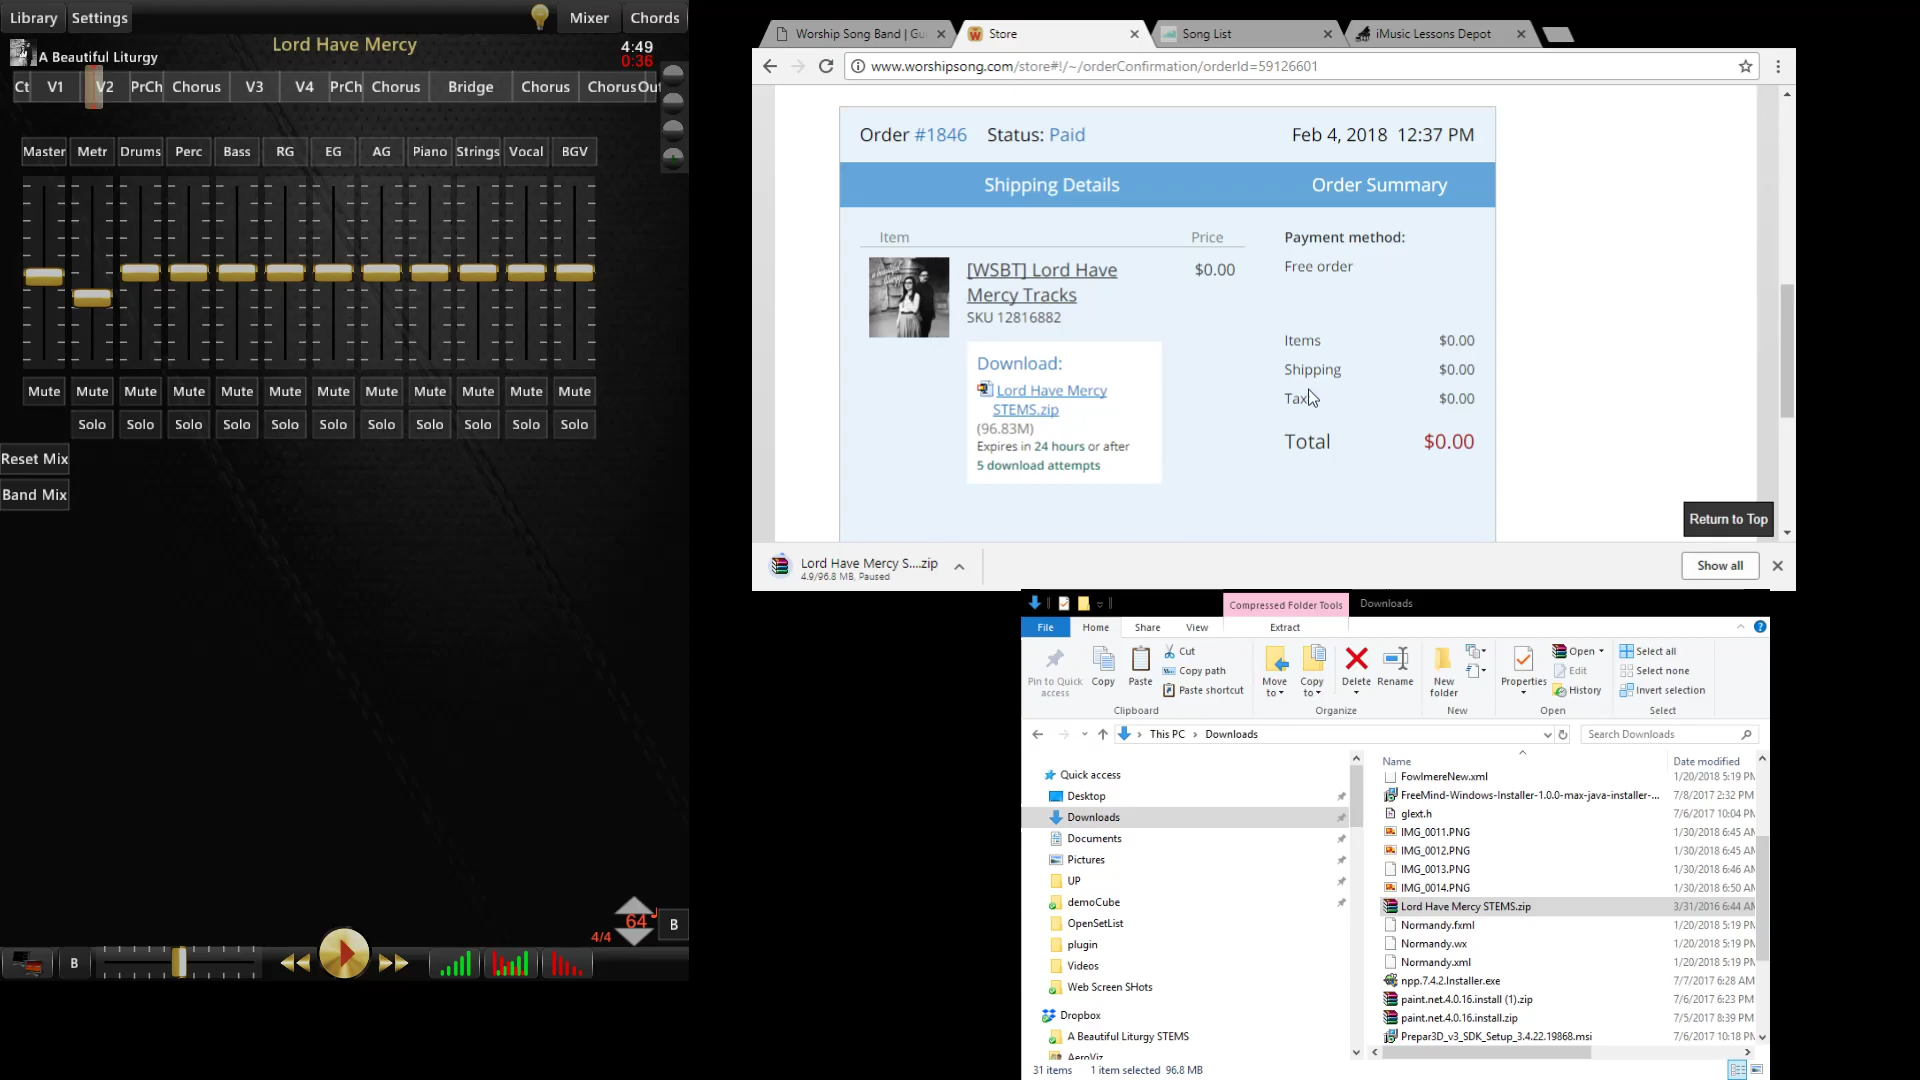 Library Settings Mixer Chords
A Beautiful Liturgy Lord Have Mercy 4:49
0:36
Ct V1 V2 PrCh Chorus V3 V4 PrCh Chorus Bridge Chorus Chorus Out
Master Metr Drums Perc Bass RG EG AG Piano Strings Vocal BGV
Mute Mute Mute Mute Mute Mute Mute Mute Mute Mute Mute Mute
Solo Solo Solo Solo Solo Solo Solo Solo Solo Solo Solo
Reset Mix
Band Mix
64
4/4 B
B
Worship Song Band | Gu Store Song List iMusic Lessons Depot
www.worshipsong.com/store#!/~/orderConfirmation/orderId=59126601
Order #1846 Status: Paid Feb 4, 2018 12:37 PM
Shipping Details Order Summary
Item Price Payment method:
[WSBT] Lord Have Mercy Tracks $0.00 Free order
SKU 12816882
Download:
Lord Have Mercy
STEMS.zip
(96.83M)
Expires in 24 hours or after
5 download attempts
Items $0.00
Shipping $0.00
Tax $0.00
Total $0.00
Return to Top
Lord Have Mercy S....zip
4.9/96.8 MB, Paused
Show all
Compressed Folder Tools Downloads
File Home Share View Extract
Pin to Quick access Copy Paste Cut
Copy path
Paste shortcut
Move to Copy to Delete Rename New folder Properties Open
Edit
History
Select all
Select none
Invert selection
Clipboard Organize New Open Select
This PC Downloads Search Downloads
Quick access
Desktop
Downloads
Documents
Pictures
UP
demoCube
OpenSetList
plugin
Videos
Web Screen SHots
Dropbox
A Beautiful Liturgy STEMS
AeroViz
Name Date modified
FowlmereNew.xml 1/20/2018 5:19 PM
FreeMind-Windows-Installer-1.0.0-max-java-installer-... 7/8/2017 2:32 PM
glext.h 7/6/2017 10:04 PM
IMG_0011.PNG 1/30/2018 6:45 AM
IMG_0012.PNG 1/30/2018 6:45 AM
IMG_0013.PNG 1/30/2018 6:46 AM
IMG_0014.PNG 1/30/2018 6:50 AM
Lord Have Mercy STEMS.zip 3/31/2016 6:44 AM
Normandy.fxml 1/20/2018 5:19 PM
Normandy.wx 1/20/2018 5:19 PM
Normandy.xml 1/20/2018 5:19 PM
npp.7.4.2.Installer.exe 7/7/2017 6:28 AM
paint.net.4.0.16.install (1).zip 7/6/2017 6:23 PM
paint.net.4.0.16.install.zip 7/5/2017 8:39 PM
Prepar3D_v3_SDK_Setup_3.4.22.19868.msi 7/6/2017 10:18 PM
31 items 1 item selected 96.8 MB